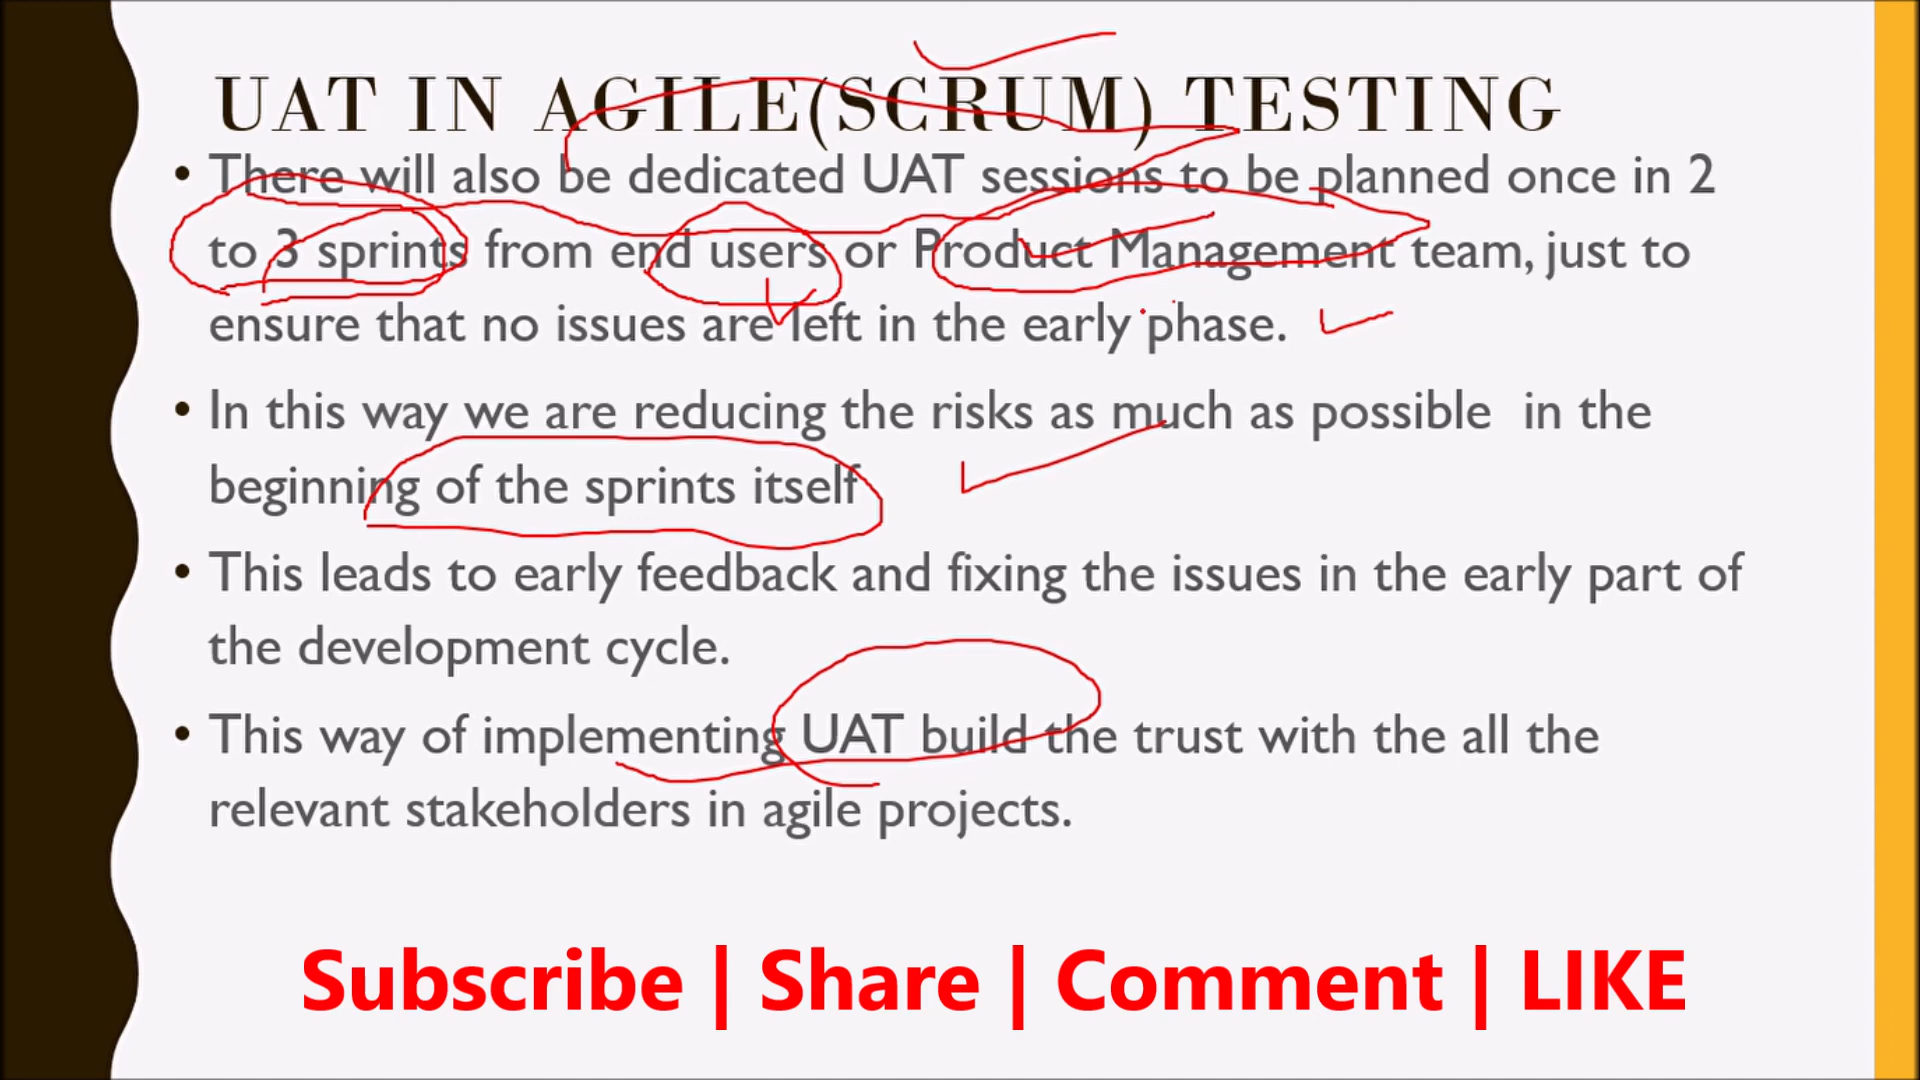 UAT IN AGILE(SCRUM) TESTING
• There will also be dedicated UAT sessions to be planned once in 2
to 3 sprints from end users or Product Management team, just to
ensure that no issues are left in the early phase.
• In this way we are reducing the risks as much as possible  in the
beginning of the sprints itself
• This leads to early feedback and fixing the issues in the early part of
the development cycle.
• This way of implementing UAT build the trust with the all the
relevant stakeholders in agile projects.
Subscribe | Share | Comment | LIKE